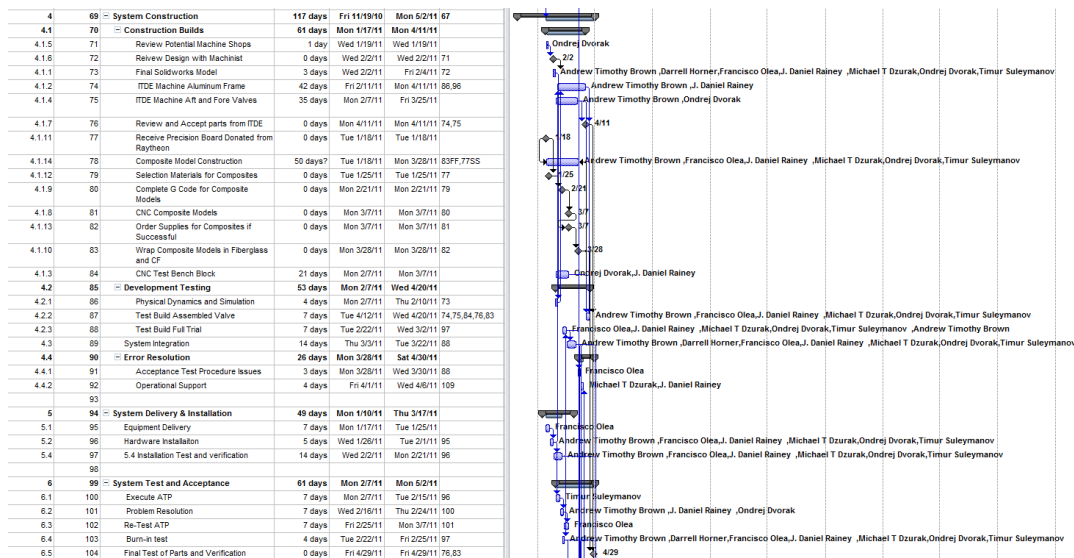 4 69 System Construction 117 days Fri 11/19/10 Mon 5/2/11 67
4.1 70 Construction Builds 61 days Mon 1/17/11 Mon 4/11/11
4.1.5 71 Review Potential Machine Shops 1 day Wed 1/19/11 Wed 1/19/11 Ondrej Dvorak
4.1.6 72 Reivew Design with Machinist 0 days Wed 2/2/11 Wed 2/2/11 71 2/2
4.1.1 73 Final Solidworks Model 3 days Wed 2/2/11 Fri 2/4/11 72 Andrew Timothy Brown ,Darrell Horner,Francisco Olea,J. Daniel Rainey ,Michael T Dzurak,Ondrej Dvorak,Timur Suleymanov
4.1.2 74 ITDE Machine Aluminum Frame 42 days Fri 2/11/11 Mon 4/11/11 86,96 Andrew Timothy Brown ,J. Daniel Rainey
4.1.4 75 ITDE Machine Aft and Fore Valves 35 days Mon 2/7/11 Fri 3/25/11 Andrew Timothy Brown ,Ondrej Dvorak
4.1.7 76 Review and Accept parts from ITDE 0 days Mon 4/11/11 Mon 4/11/11 74,75 4/11
4.1.11 77 Receive Precision Board Donated from 0 days Tue 1/18/11 Tue 1/18/11 1/18
Raytheon
4.1.14 78 Composite Model Construction 50 days? Tue 1/18/11 Mon 3/28/11 83FF,77SS Andrew Timothy Brown ,Francisco Olea,J. Daniel Rainey ,Michael T Dzurak,Ondrej Dvorak,Timur Suleymanov
4.1.12 79 Selection Materials for Composites 0 days Tue 1/25/11 Tue 1/25/11 77 1/25
4.1.9 80 Complete G Code for Composite 0 days Mon 2/21/11 Mon 2/21/11 79 2/21
Models
4.1.8 81 CNC Composite Models 0 days Mon 3/7/11 Mon 3/7/11 80 3/7
4.1.13 82 Order Supplies for Composites if 0 days Mon 3/7/11 Mon 3/7/11 81 3/7
Successful
4.1.10 83 Wrap Composite Models in Fiberglass 0 days Mon 3/28/11 Mon 3/28/11 82 3/28
and CF
4.1.3 84 CNC Test Bench Block 21 days Mon 2/7/11 Mon 3/7/11 Ondrej Dvorak,J. Daniel Rainey
4.2 85 Development Testing 53 days Mon 2/7/11 Wed 4/20/11
4.2.1 86 Physical Dynamics and Simulation 4 days Mon 2/7/11 Thu 2/10/11 73
4.2.2 87 Test Build Assembled Valve 7 days Tue 4/12/11 Wed 4/20/11 74,75,84,76,83 Andrew Timothy Brown ,Francisco Olea,J. Daniel Rainey ,Michael T Dzurak,Ondrej Dvorak,Timur Suleymanov
4.2.3 88 Test Build Full Trial 7 days Tue 2/22/11 Wed 3/2/11 97 Francisco Olea,J. Daniel Rainey ,Michael T Dzurak,Ondrej Dvorak,Timur Suleymanov ,Andrew Timothy Brown
4.3 89 System Integration 14 days Thu 3/3/11 Tue 3/22/11 88 Andrew Timothy Brown ,Darrell Horner,Francisco Olea,J. Daniel Rainey ,Michael T Dzurak,Ondrej Dvorak,Timur Suleymanov
4.4 90 Error Resolution 26 days Mon 3/28/11 Sat 4/30/11
4.4.1 91 Acceptance Test Procedure Issues 3 days Mon 3/28/11 Wed 3/30/11 88 Francisco Olea
4.4.2 92 Operational Support 4 days Fri 4/1/11 Wed 4/6/11 109 Michael T Dzurak,J. Daniel Rainey
93
5 94 System Delivery & Installation 49 days Mon 1/10/11 Thu 3/17/11
5.1 95 Equipment Delivery 7 days Mon 1/17/11 Tue 1/25/11 Francisco Olea
5.2 96 Hardware Installaiton 5 days Wed 1/26/11 Tue 2/1/11 95 Andrew Timothy Brown ,Francisco Olea,J. Daniel Rainey ,Michael T Dzurak,Ondrej Dvorak,Timur Suleymanov
5.4 97 5.4 Installation Test and verification 14 days Wed 2/2/11 Mon 2/21/11 96 Andrew Timothy Brown ,Francisco Olea,J. Daniel Rainey ,Michael T Dzurak,Ondrej Dvorak,Timur Suleymanov
98
6 99 System Test and Acceptance 61 days Mon 2/7/11 Mon 5/2/11
6.1 100 Execute ATP 7 days Mon 2/7/11 Tue 2/15/11 96 Timur Suleymanov
6.2 101 Problem Resolution 7 days Wed 2/16/11 Thu 2/24/11 100 Andrew Timothy Brown ,J. Daniel Rainey ,Ondrej Dvorak
6.3 102 Re-Test ATP 7 days Fri 2/25/11 Mon 3/7/11 101 Francisco Olea
6.4 103 Burn-in test 4 days Tue 2/22/11 Fri 2/25/11 97 Andrew Timothy Brown ,Francisco Olea,J. Daniel Rainey ,Michael T Dzurak,Ondrej Dvorak,Timur Suleymanov
6.5 104 Final Test of Parts and Verification 0 days Fri 4/29/11 Fri 4/29/11 76,83 4/29